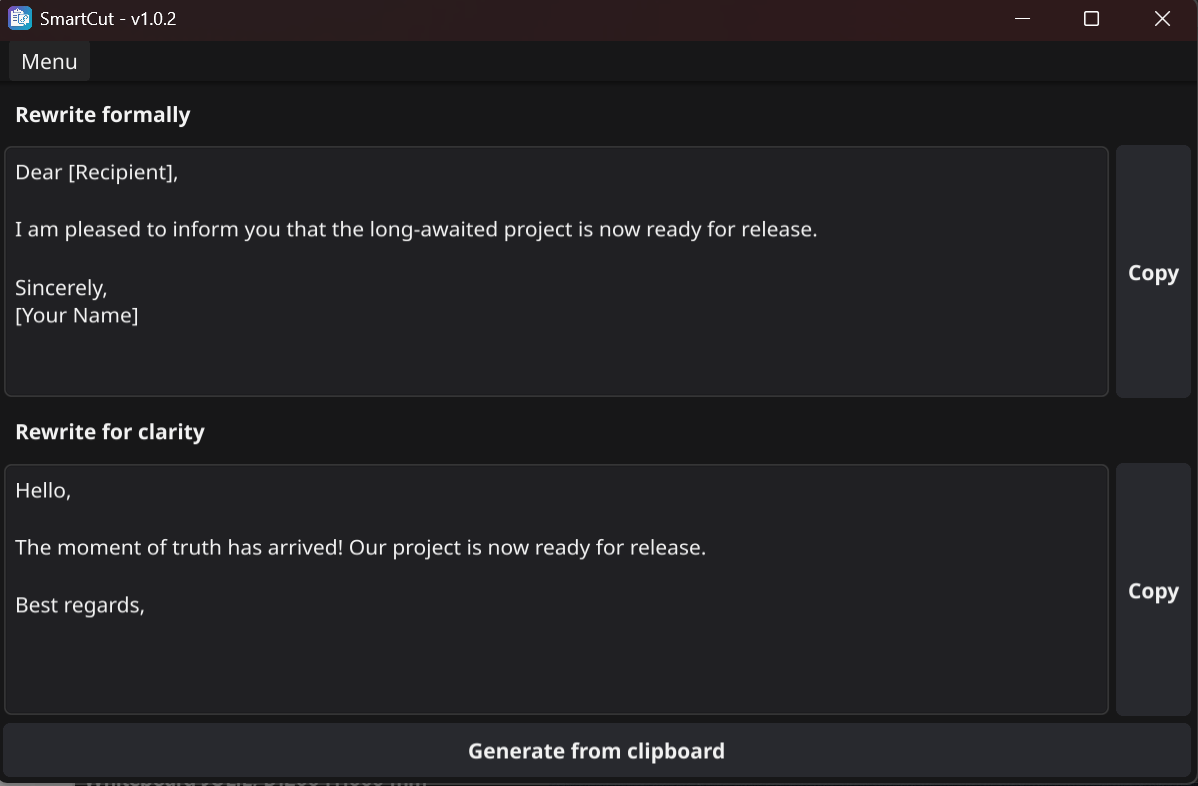 SmartCut - v1.0.2
Menu
Rewrite formally
Dear [Recipient],
I am pleased to inform you that the long-awaited project is now ready for release.
Sincerely,
[Your Name]
Copy
Rewrite for clarity
Hello,
The moment of truth has arrived! Our project is now ready for release.
Best regards,
Copy
Generate from clipboard